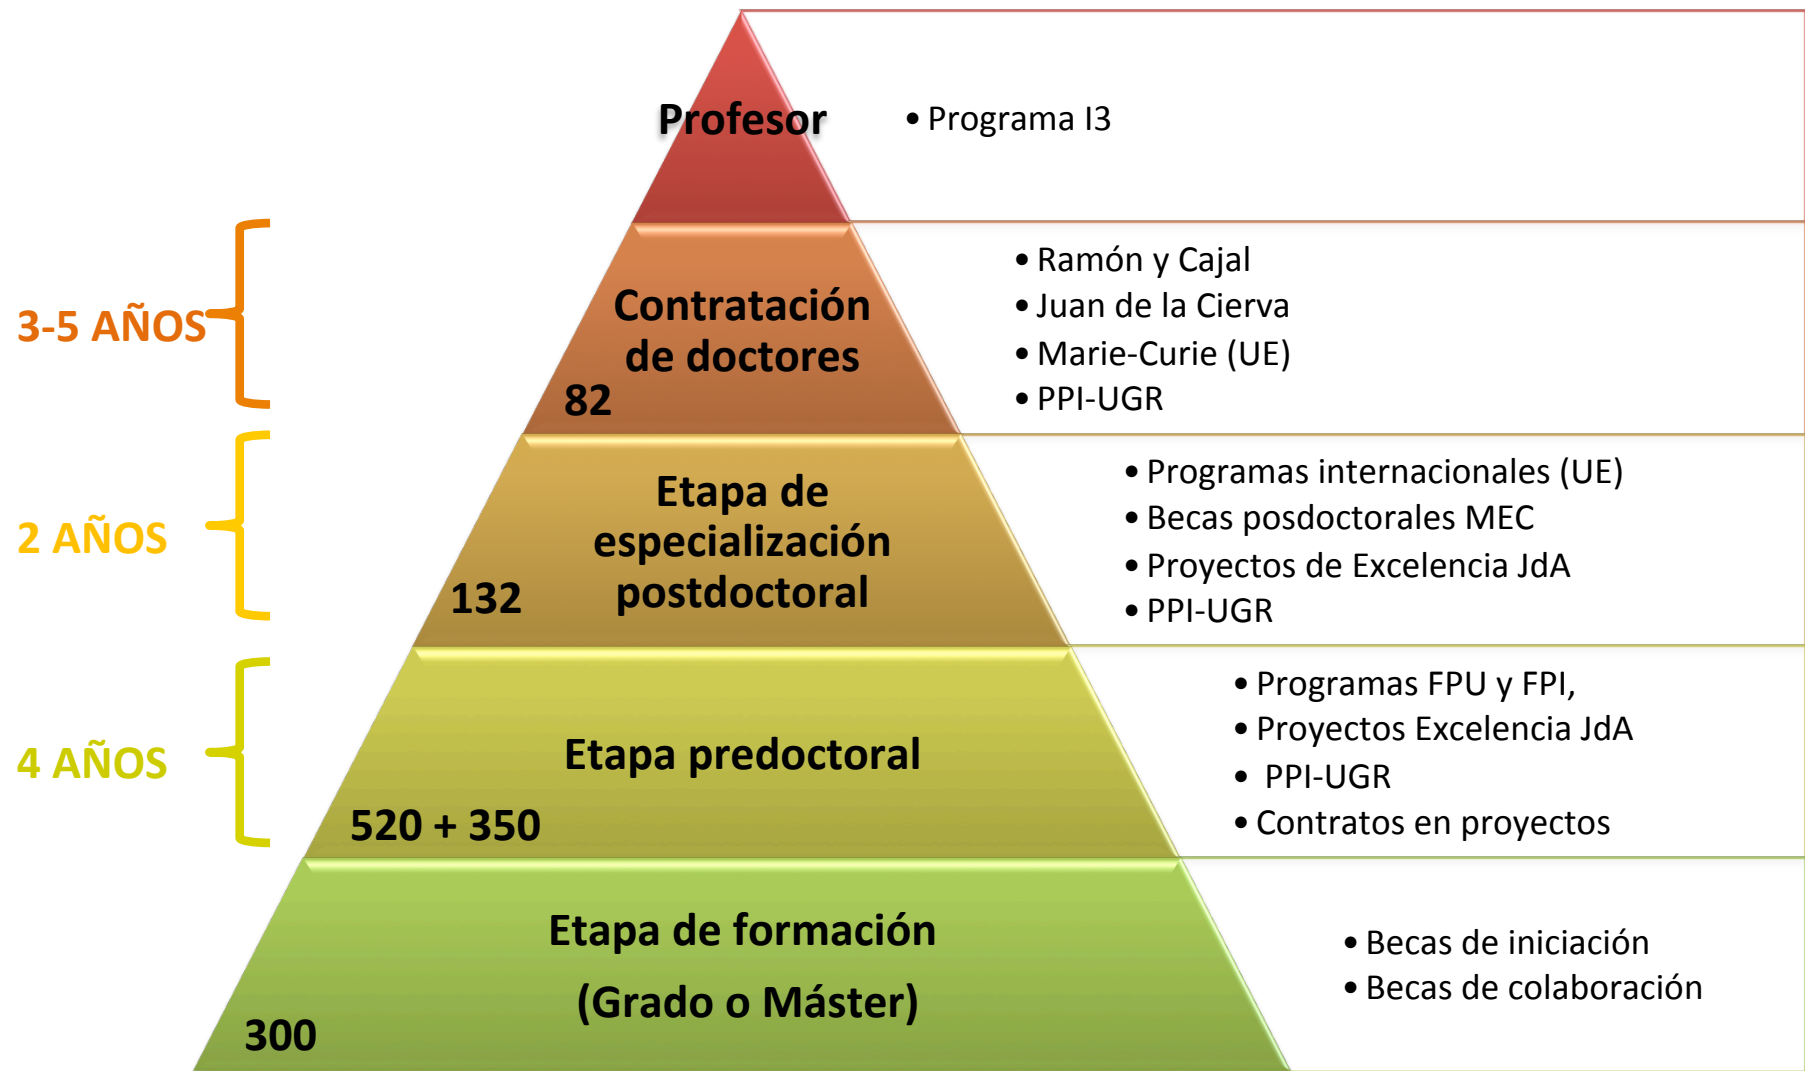 Profesor
• Programa I3
3-5 AÑOS
Contratación
de doctores
82
• Ramón y Cajal
• Juan de la Cierva
• Marie-Curie (UE)
• PPI-UGR
2 AÑOS
Etapa de
especialización
postdoctoral
132
• Programas internacionales (UE)
• Becas posdoctorales MEC
• Proyectos de Excelencia JdA
• PPI-UGR
4 AÑOS
Etapa predoctoral
520 + 350
• Programas FPU y FPI,
• Proyectos Excelencia JdA
• PPI-UGR
• Contratos en proyectos
Etapa de formación
(Grado o Máster)
300
• Becas de iniciación
• Becas de colaboración